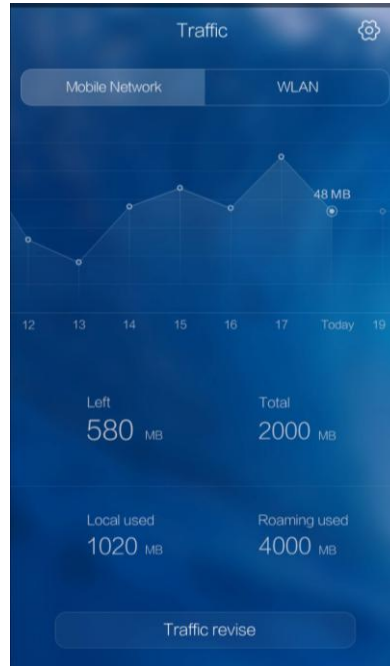 Traffic
Mobile Network WLAN
48 MB
12 13 14 15 16 17 Today 19
Left Total
580 MB 2000 MB
Local used Roaming used
1020 MB 4000 MB
Traffic revise